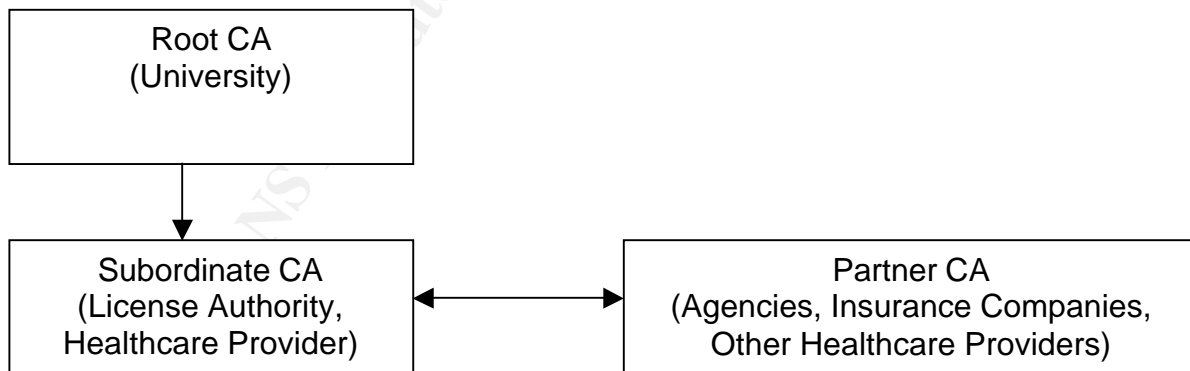 Root CA
(University)
Subordinate CA
(License Authority,
Healthcare Provider)
Partner CA
(Agencies, Insurance Companies,
Other Healthcare Providers)